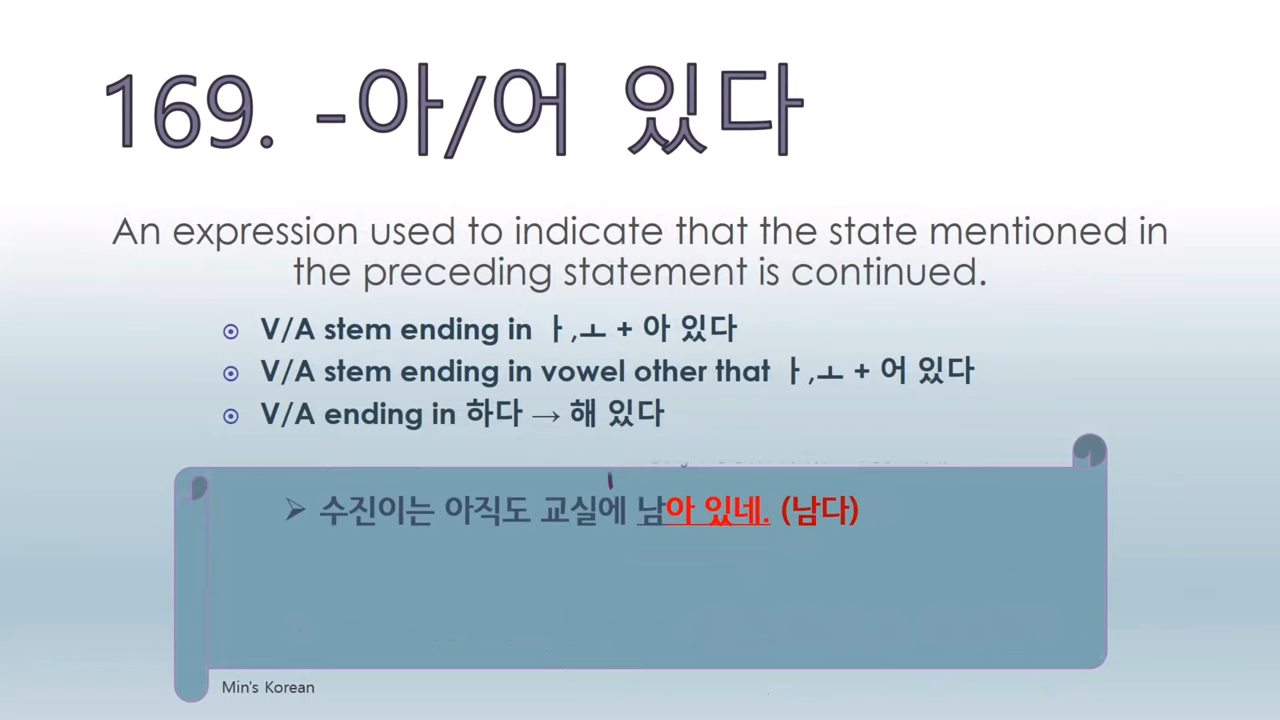 169. -아/어 있다
An expression used to indicate that the state mentioned in
the preceding statement is continued.
V/A stem ending in ㅏ,ㅗ + 아 있다
V/A stem ending in vowel other that ㅏ,ㅗ + 어 있다
V/A ending in 하다 → 해 있다
수진이는 아직도 교실에 남아 있네. (남다)
Min's Korean